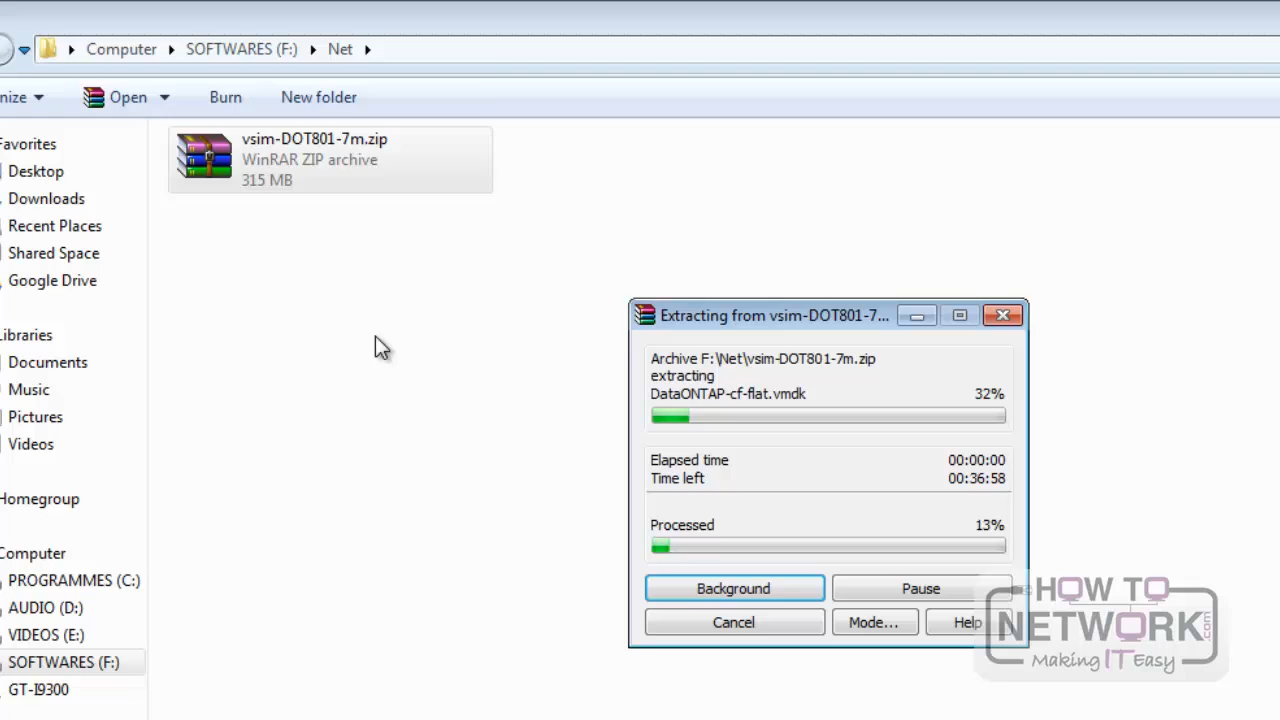 Computer SOFTWARES (F:) Net
nize Open Burn New folder
Favorites
Desktop
Downloads
Recent Places
Shared Space
Google Drive
Libraries
Documents
Music
Pictures
Videos
Homegroup
Computer
PROGRAMMES (C:)
AUDIO (D:)
VIDEOS (E:)
SOFTWARES (F:)
GT-I9300
vsim-DOT801-7m.zip
WinRAR ZIP archive
315 MB
Extracting from vsim-DOT801-7...
Archive F:\Net\vsim-DOT801-7m.zip
extracting
DataONTAP-cf-flat.vmdk 32%
Elapsed time 00:00:00
Time left 00:36:58
Processed 13%
Background Pause
Cancel Mode... Help
HOW TO
NETWORK.com
Making IT Easy